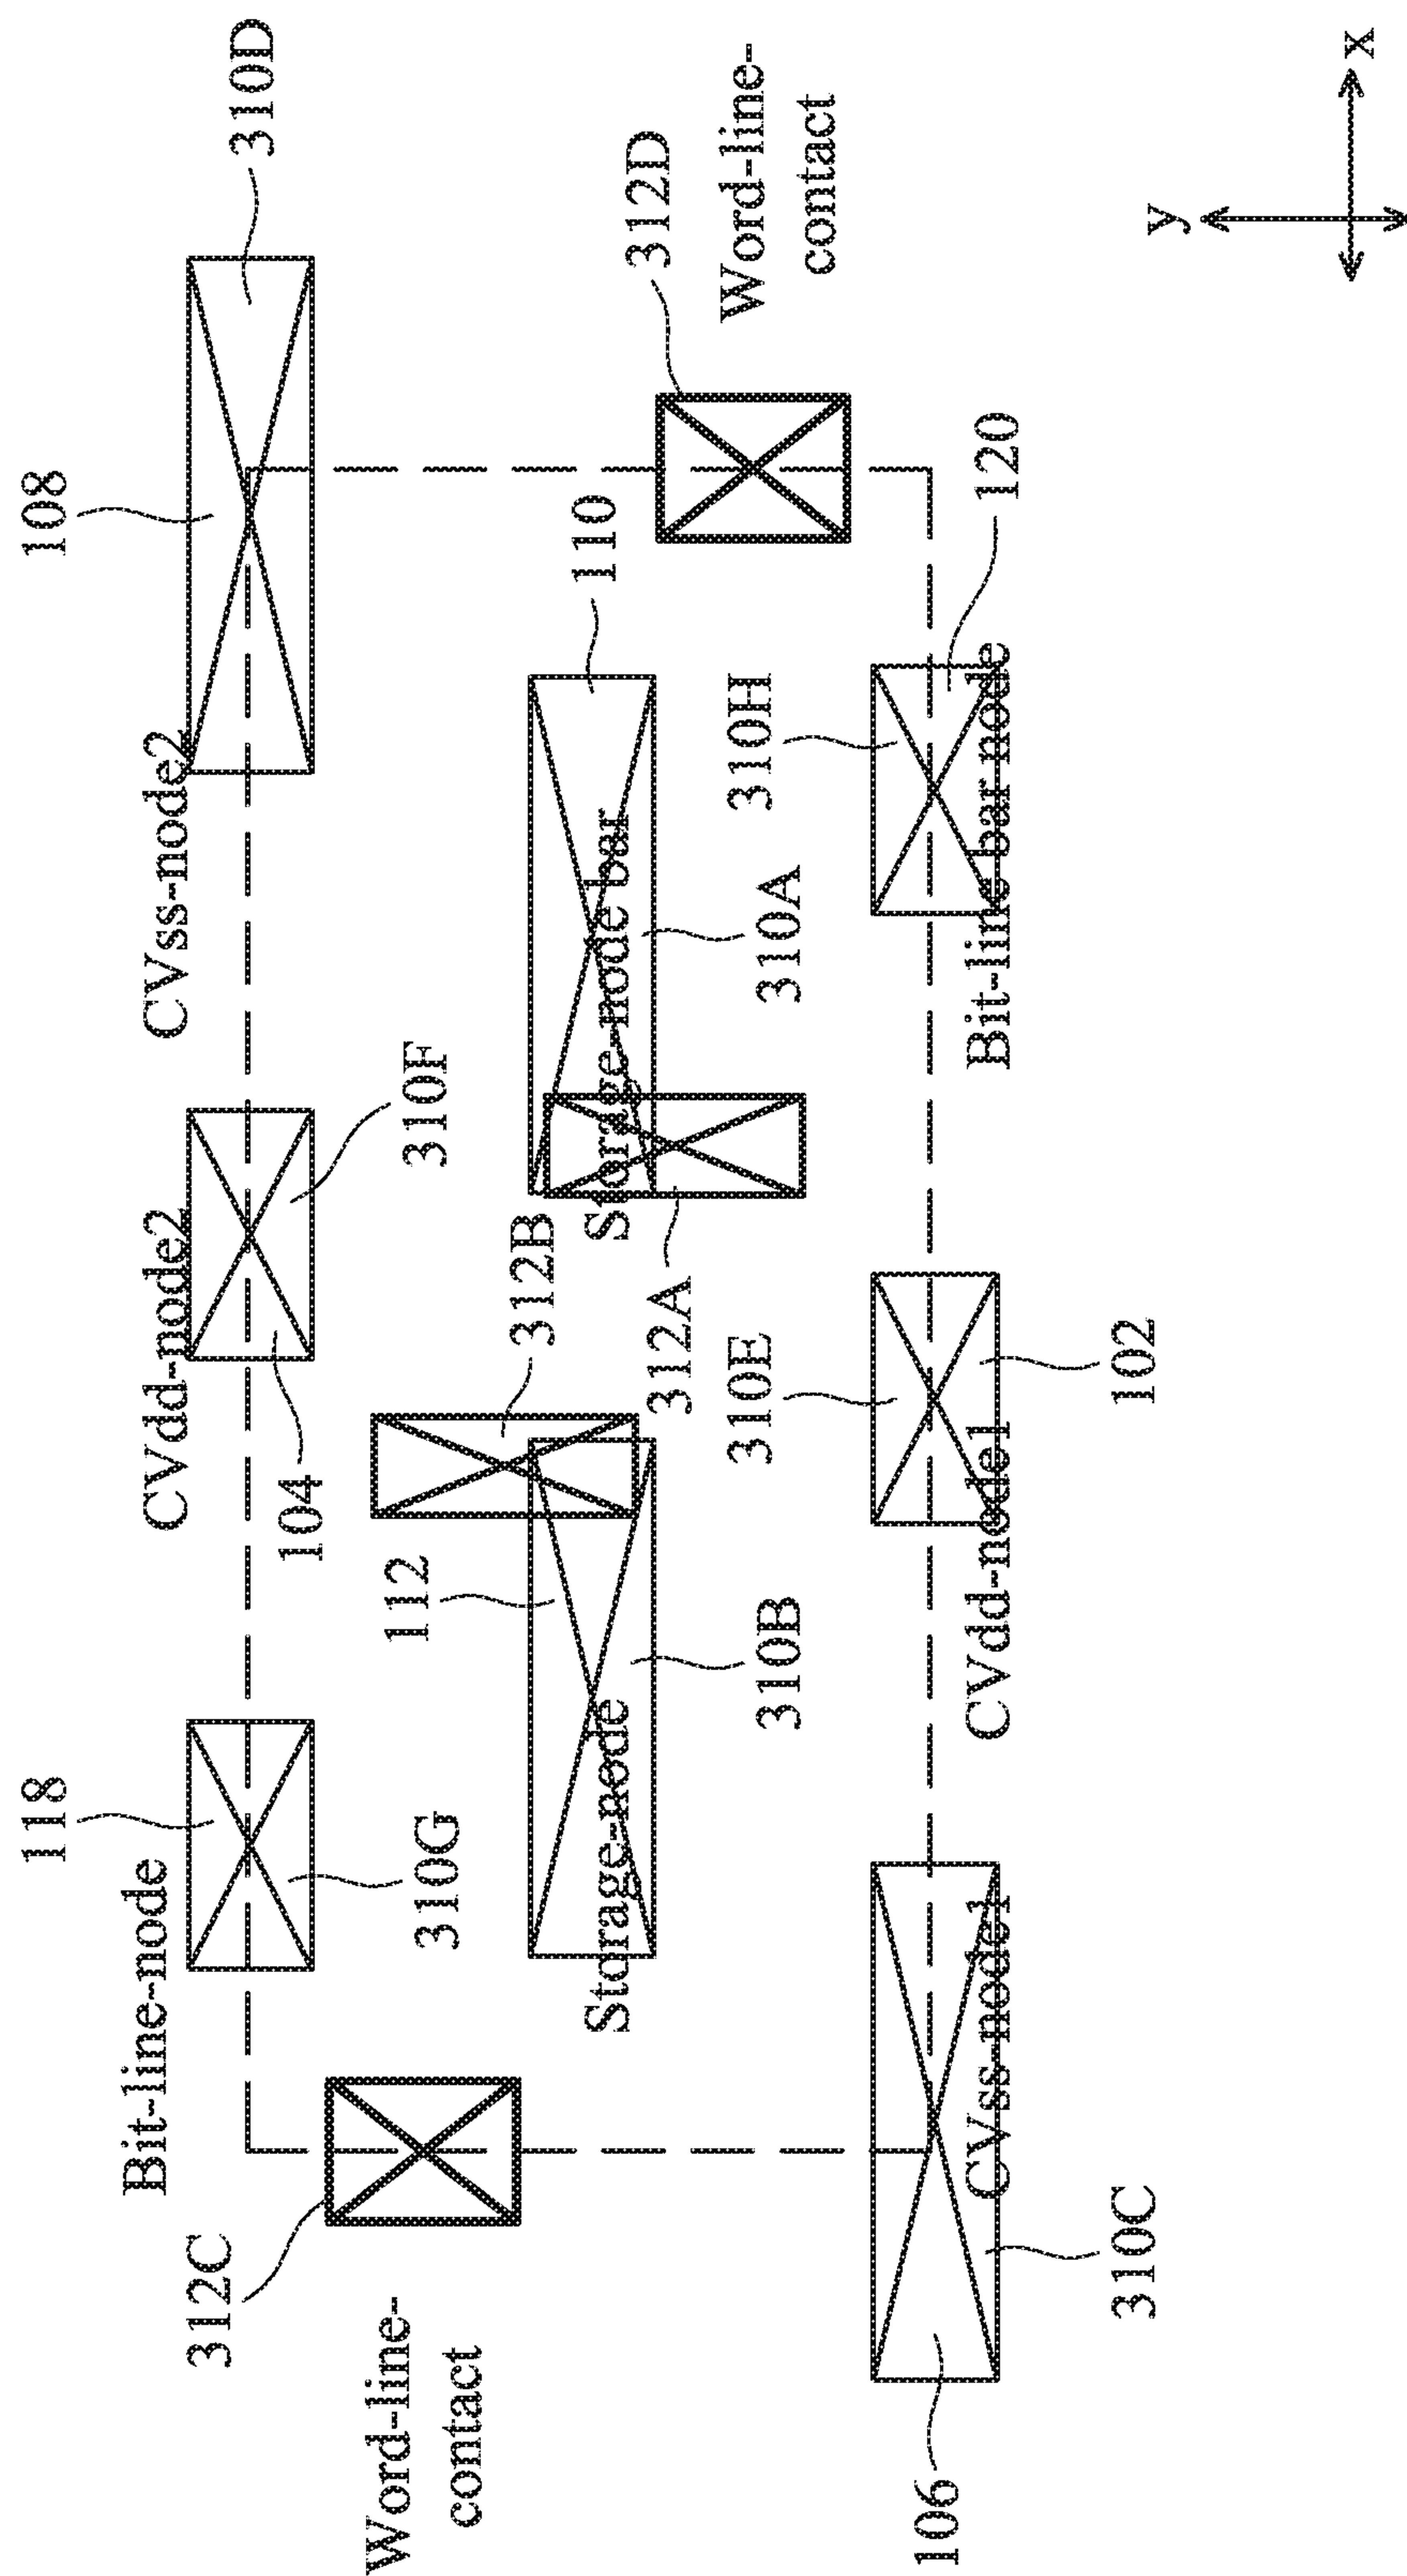 118
108
Bit-line-node
CVdd-node2
CVss-node2
312C
310D
104
Word-line-
contact
112
310F
310G
312B
110
Storage-node
Storage-node bar
312D
312A
Word-line-
contact
310E
310H
310B
310A
106
CVss-node1
CVdd-node1
Bit-line bar node
120
310C
102
y
x